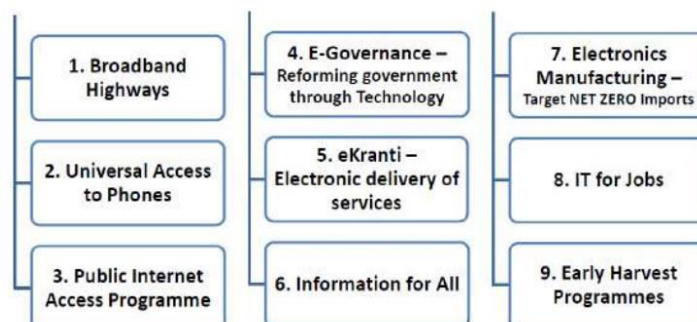 1. Broadband
Highways
2. Universal Access
to Phones
3. Public Internet
Access Programme
4. E-Governance –
Reforming government
through Technology
5. eKranti –
Electronic delivery of
services
6. Information for All
7. Electronics
Manufacturing –
Target NET ZERO Imports
8. IT for Jobs
9. Early Harvest
Programmes